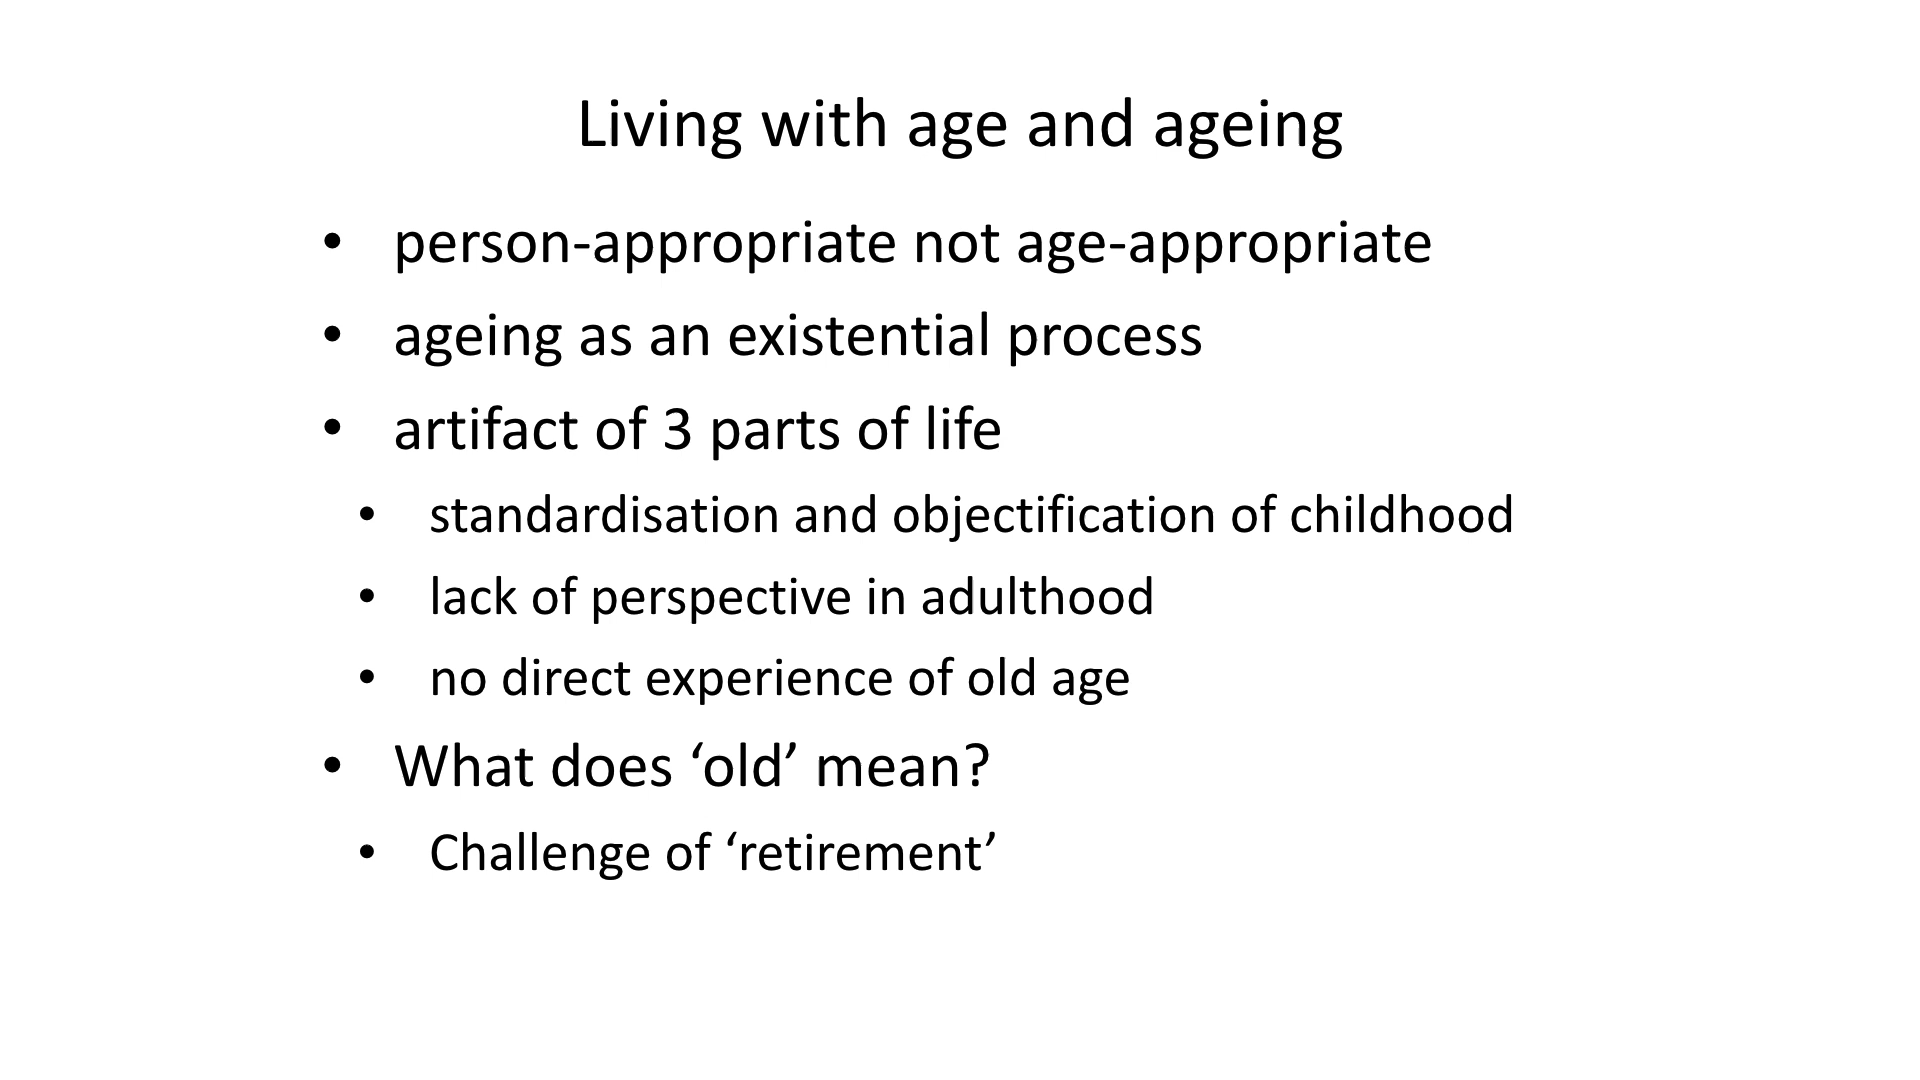 Living with age and ageing
• person-appropriate not age-appropriate
• ageing as an existential process
• artifact of 3 parts of life
• standardisation and objectification of childhood
• lack of perspective in adulthood
• no direct experience of old age
• What does ‘old’ mean?
• Challenge of ‘retirement’